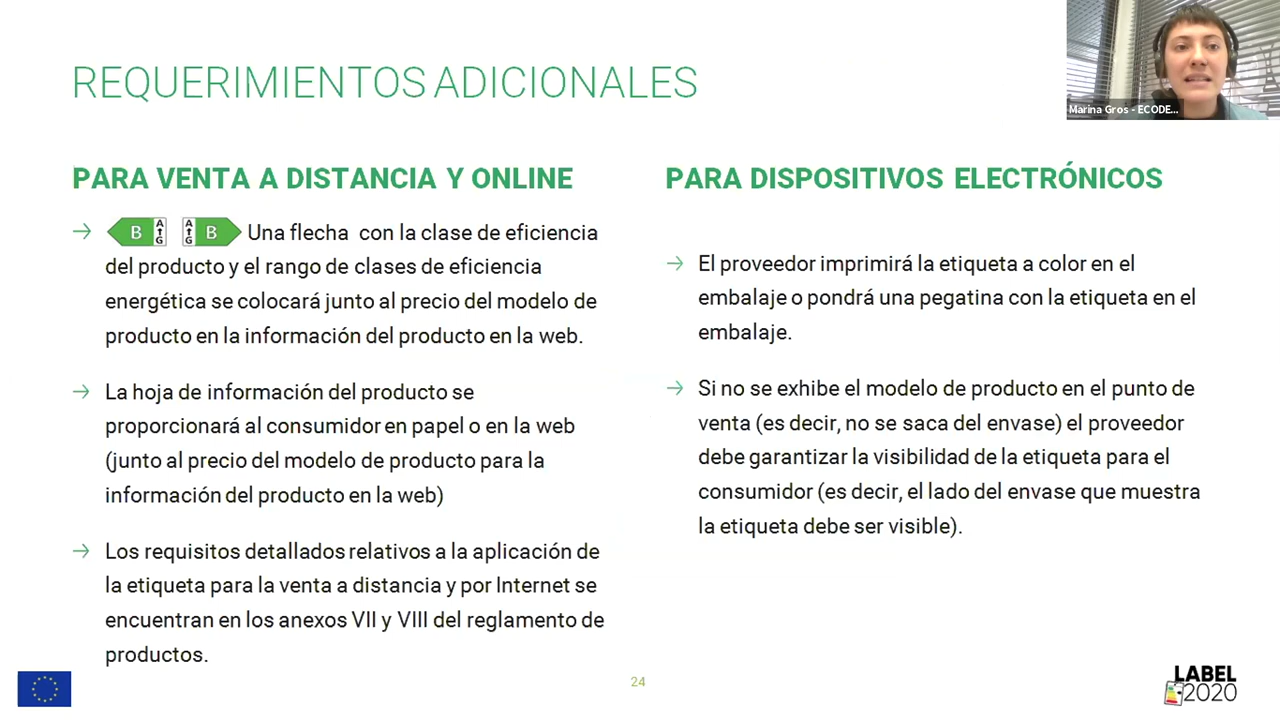 REQUERIMIENTOS ADICIONALES
Marina Gros - ECODE...
PARA VENTA A DISTANCIA Y ONLINE
B A G A G B Una flecha con la clase de eficiencia
del producto y el rango de clases de eficiencia
energética se colocará junto al precio del modelo de
producto en la información del producto en la web.
La hoja de información del producto se
proporcionará al consumidor en papel o en la web
(junto al precio del modelo de producto para la
información del producto en la web)
Los requisitos detallados relativos a la aplicación de
la etiqueta para la venta a distancia y por Internet se
encuentran en los anexos VII y VIII del reglamento de
productos.
PARA DISPOSITIVOS ELECTRÓNICOS
El proveedor imprimirá la etiqueta a color en el
embalaje o pondrá una pegatina con la etiqueta en el
embalaje.
Si no se exhibe el modelo de producto en el punto de
venta (es decir, no se saca del envase) el proveedor
debe garantizar la visibilidad de la etiqueta para el
consumidor (es decir, el lado del envase que muestra
la etiqueta debe ser visible).
24
LABEL
2020